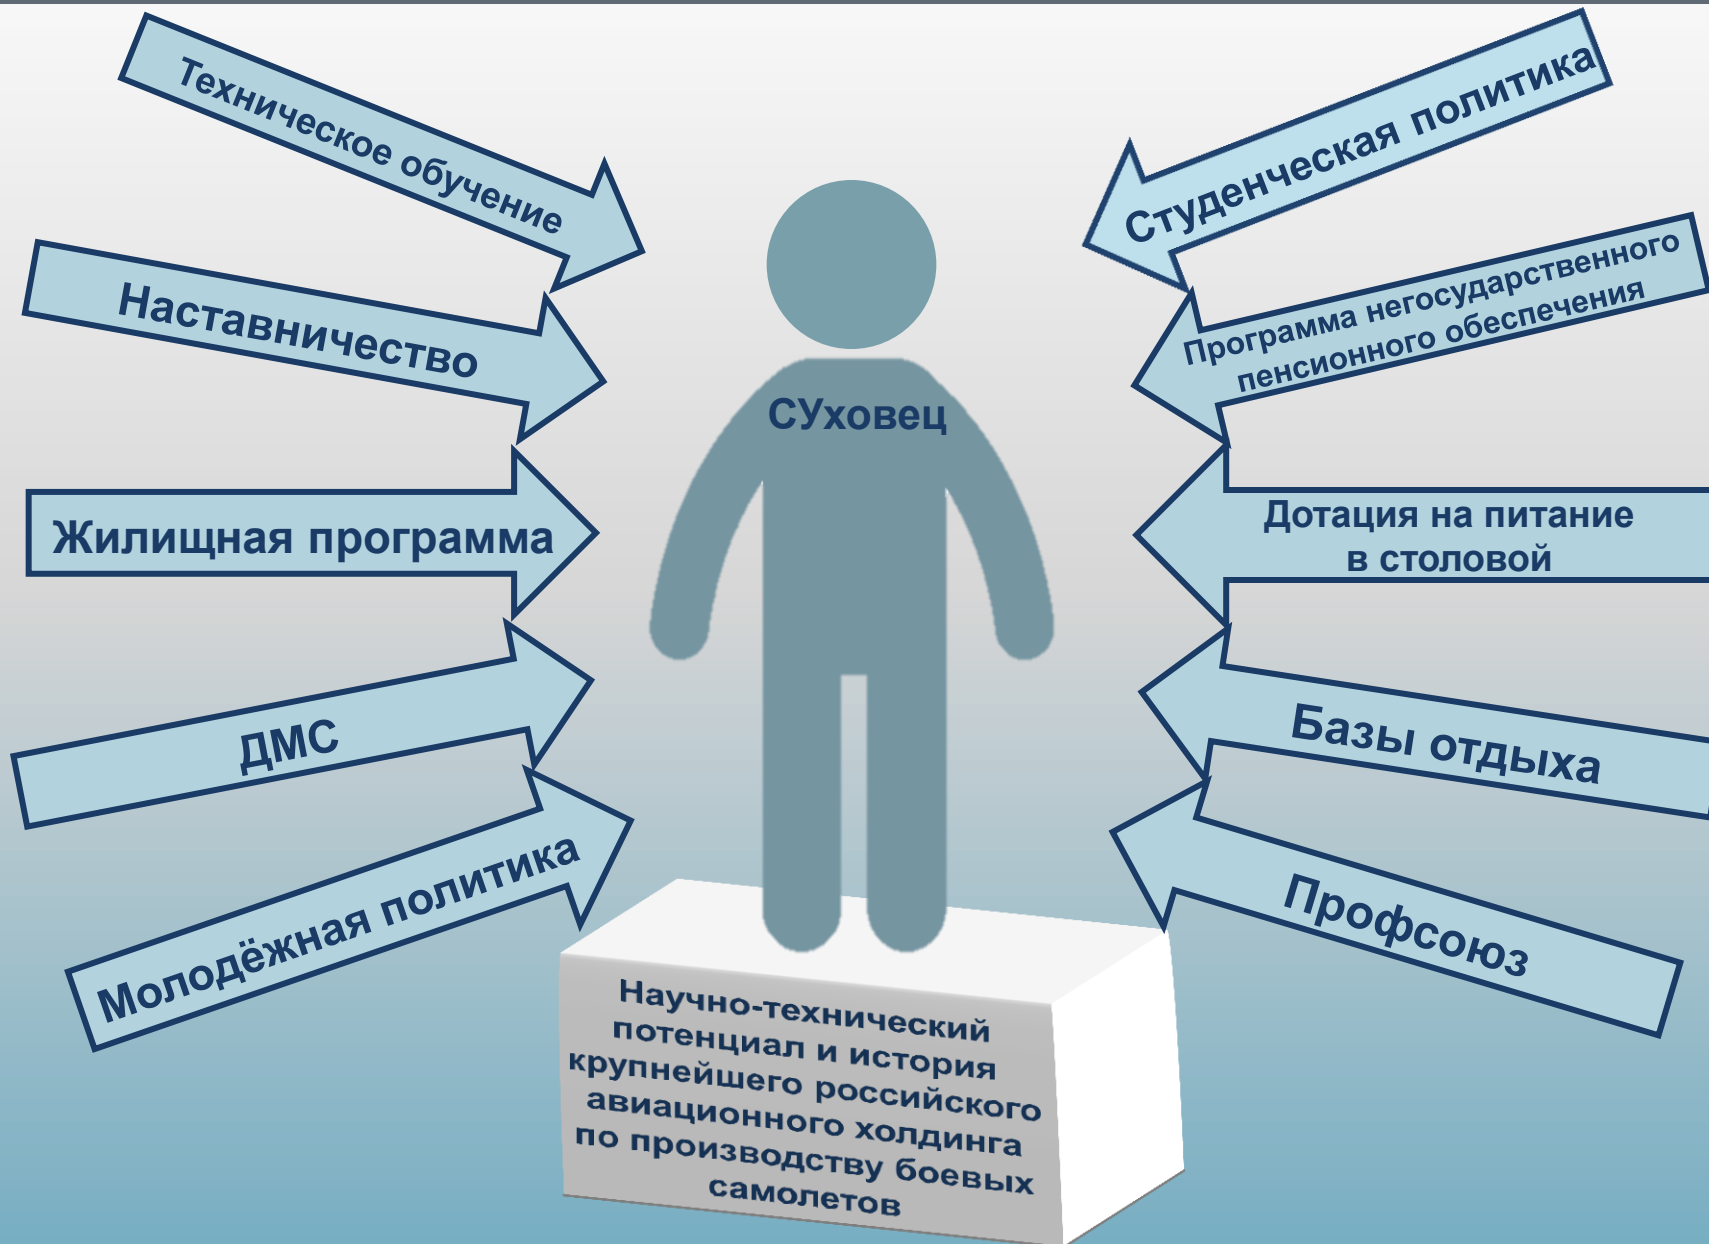 Техническое обучение
Наставничество
Жилищная программа
ДМС
Молодёжная политика
СУховец
Студенческая политика
Программа негосударственного
пенсионного обеспечения
Дотация на питание
в столовой
Базы отдыха
Профсоюз
Научно-технический
потенциал и история
крупнейшего российского
авиационного холдинга
по производству боевых
самолетов